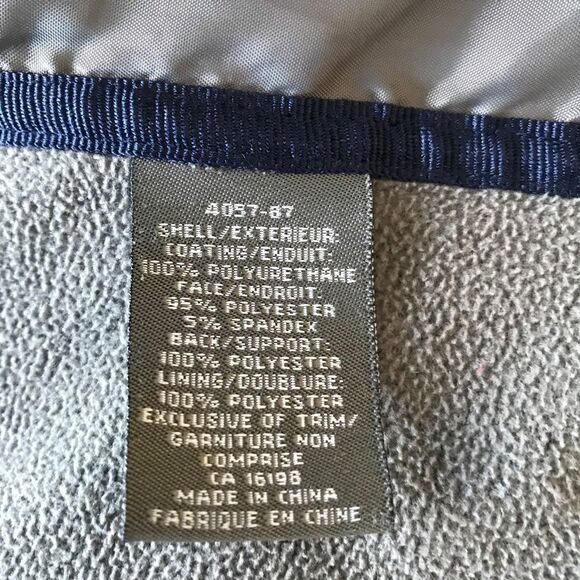 4057-87
SHELL/EXTERIEUR:
COATING/ENDUIT:
100% POLYURETHANE
FACE/ENDROIT:
95% POLYESTER
5% SPANDEX
BACK/SUPPORT:
100% POLYESTER
LINING/DOUBLURE:
100% POLYESTER
EXCLUSIVE OF TRIM/
GARNITURE NON
COMPRISE
CA 16198
MADE IN CHINA
FABRIQUE EN CHINE